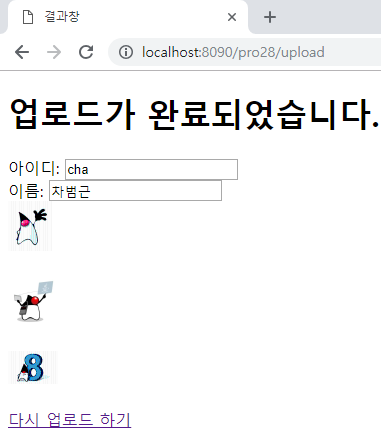 결과창
localhost:8090/pro28/upload
업로드가 완료되었습니다.
아이디: cha
이름: 차범근
8
다시 업로드 하기